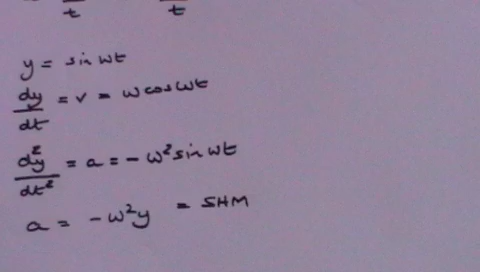 t t
y = sin ωt
dy/dt = v = ω cos ωt
d²y/dt² = a = - ω² sin ωt
a = - ω²y = SHM